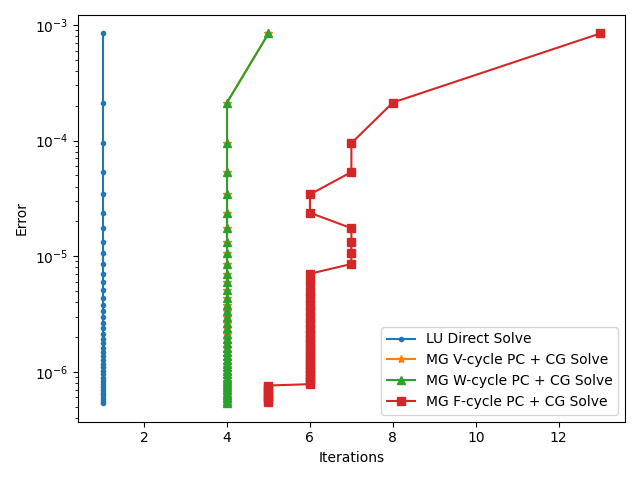 10⁻³
10⁻⁴
10⁻⁵
10⁻⁶
Error
2 4 6 8 10 12
Iterations
LU Direct Solve
MG V-cycle PC + CG Solve
MG W-cycle PC + CG Solve
MG F-cycle PC + CG Solve